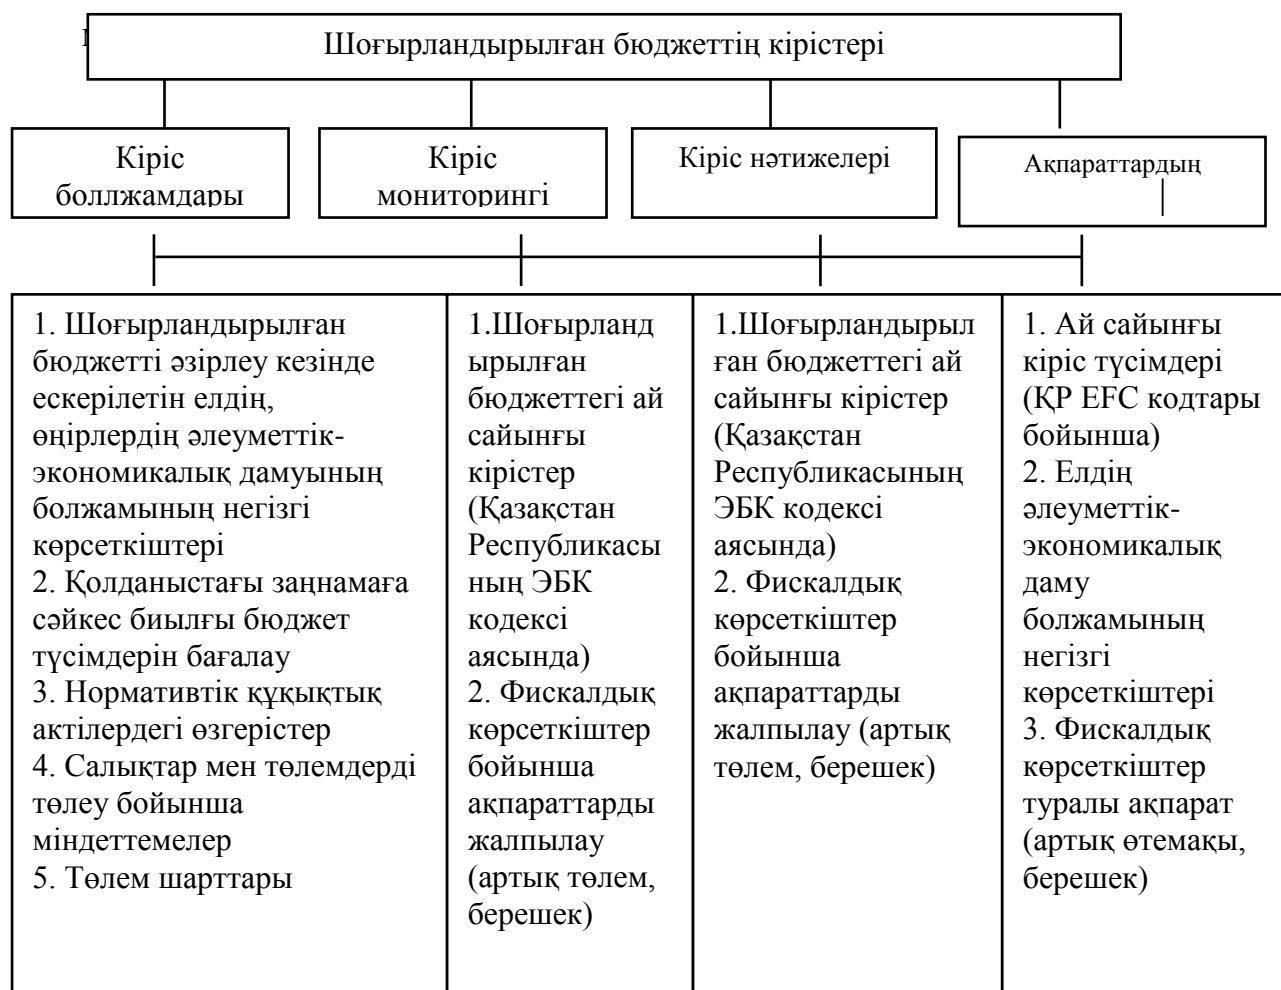 Шоғырландырылған бюджеттің кірістері
Кіріс
боллжамдары
Кіріс
мониторингі
Кіріс нәтижелері
Ақпараттардың
1. Шоғырландырылған
бюджетті әзірлеу кезінде
ескерілетін елдің,
өңірлердің әлеуметтік-
экономикалық дамуының
болжамының негізгі
көрсеткіштері
2. Қолданыстағы заңнамаға
сәйкес биылғы бюджет
түсімдерін бағалау
3. Нормативтік құқықтық
актілердегі өзгерістер
4. Салықтар мен төлемдерді
төлеу бойынша
міндеттемелер
5. Төлем шарттары
1.Шоғырланд
ырылған
бюджеттегі ай
сайынғы
кірістер
(Қазақстан
Республикасы
ның ЭБК
кодексі
аясында)
2. Фискалдық
көрсеткіштер
бойынша
ақпараттарды
жалпылау
(артық төлем,
берешек)
1.Шоғырландырыл
ған бюджеттегі ай
сайынғы кірістер
(Қазақстан
Республикасының
ЭБК кодексі
аясында)
2. Фискалдық
көрсеткіштер
бойынша
ақпараттарды
жалпылау (артық
төлем, берешек)
1. Ай сайынғы
кіріс түсімдері
(ҚР EFC кодтары
бойынша)
2. Елдің
әлеуметтік-
экономикалық
даму
болжамының
негізгі
көрсеткіштері
3. Фискалдық
көрсеткіштер
туралы ақпарат
(артық өтемақы,
берешек)